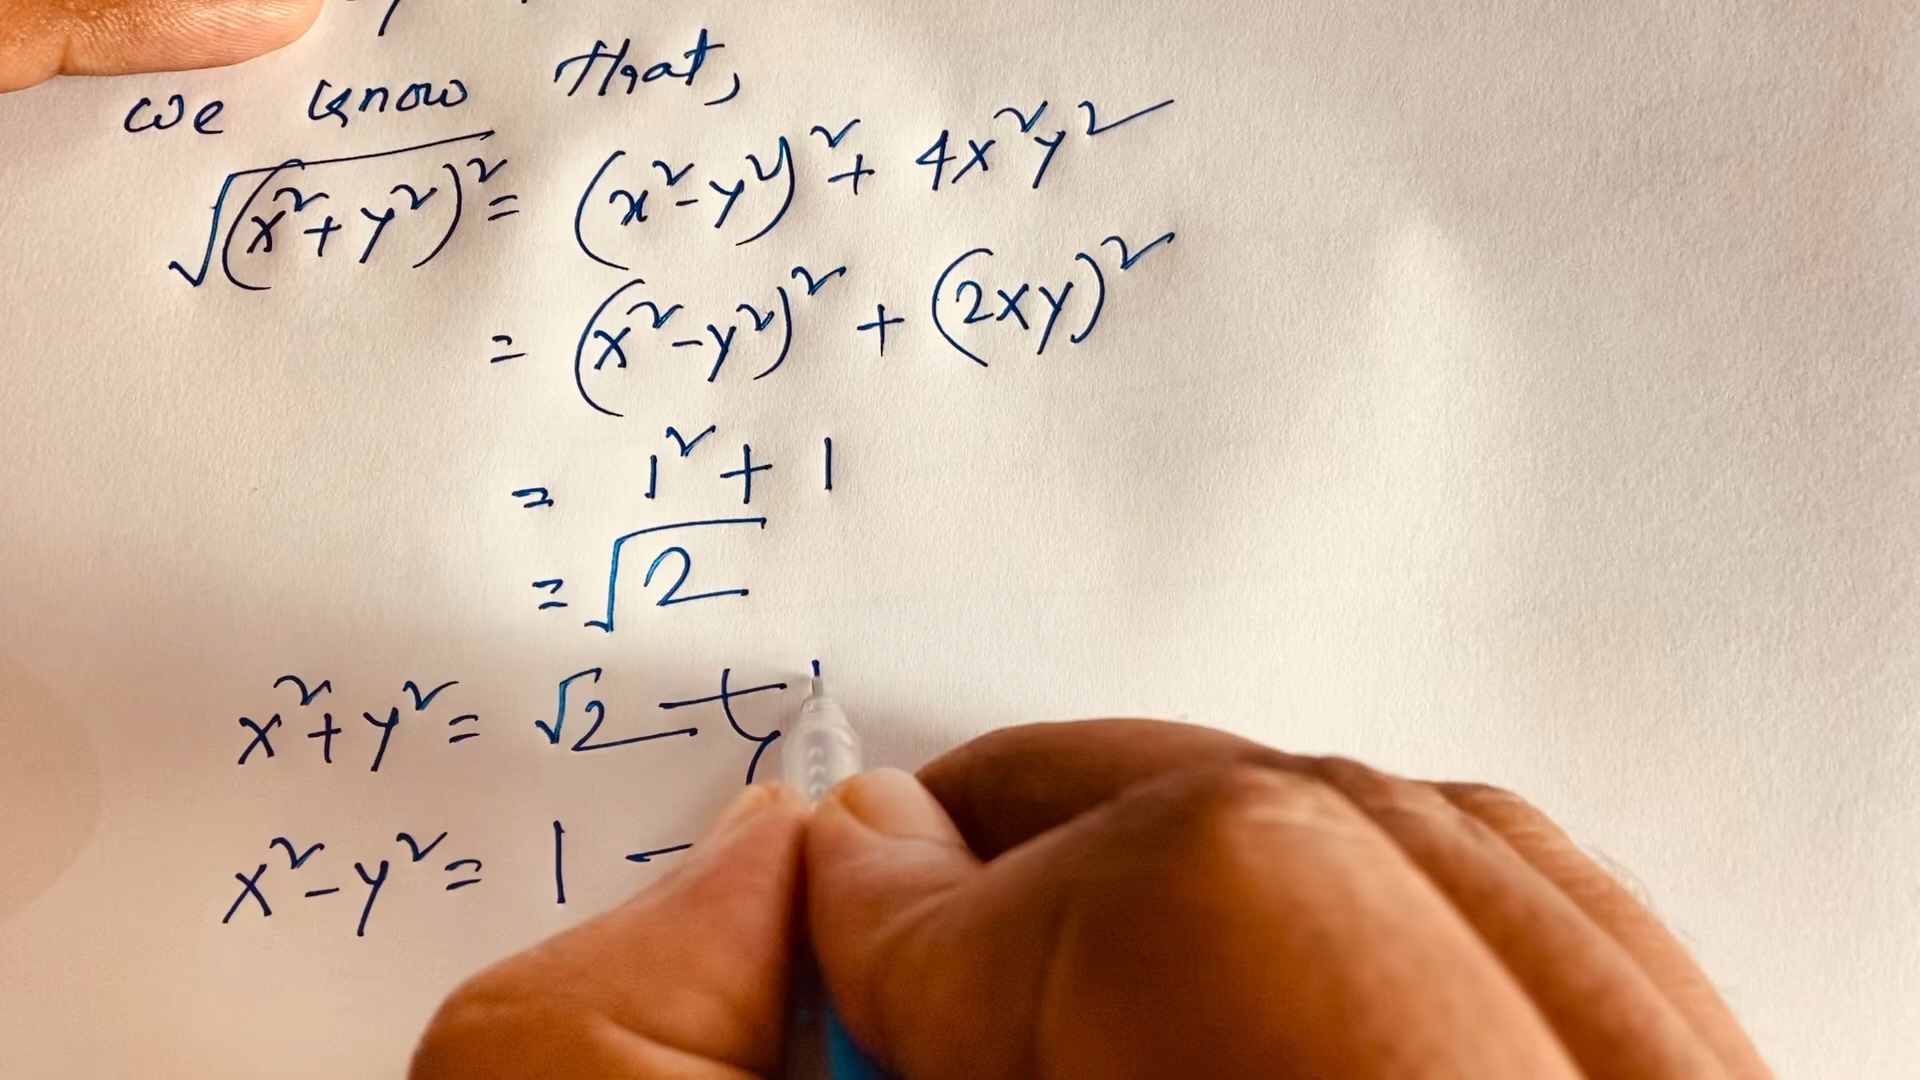 we know that,
√(x²+y²)² = (x²-y²)² + 4x²y²
= (x²-y²)² + (2xy)²
= 1² + 1
= √2
x²+y² = √2
x²-y² = 1 -